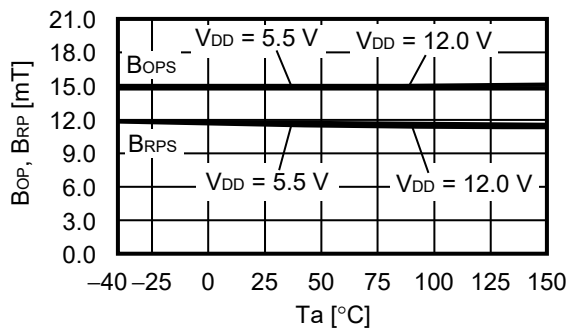 21.0
VDD = 5.5 V VDD = 12.0 V
18.0
BOPS
15.0
12.0
BRPS
9.0
VDD = 5.5 V VDD = 12.0 V
6.0
3.0
0.0
BOP, BRP [mT]
−40 −25 0 25 50 75 100 125 150
Ta [°C]